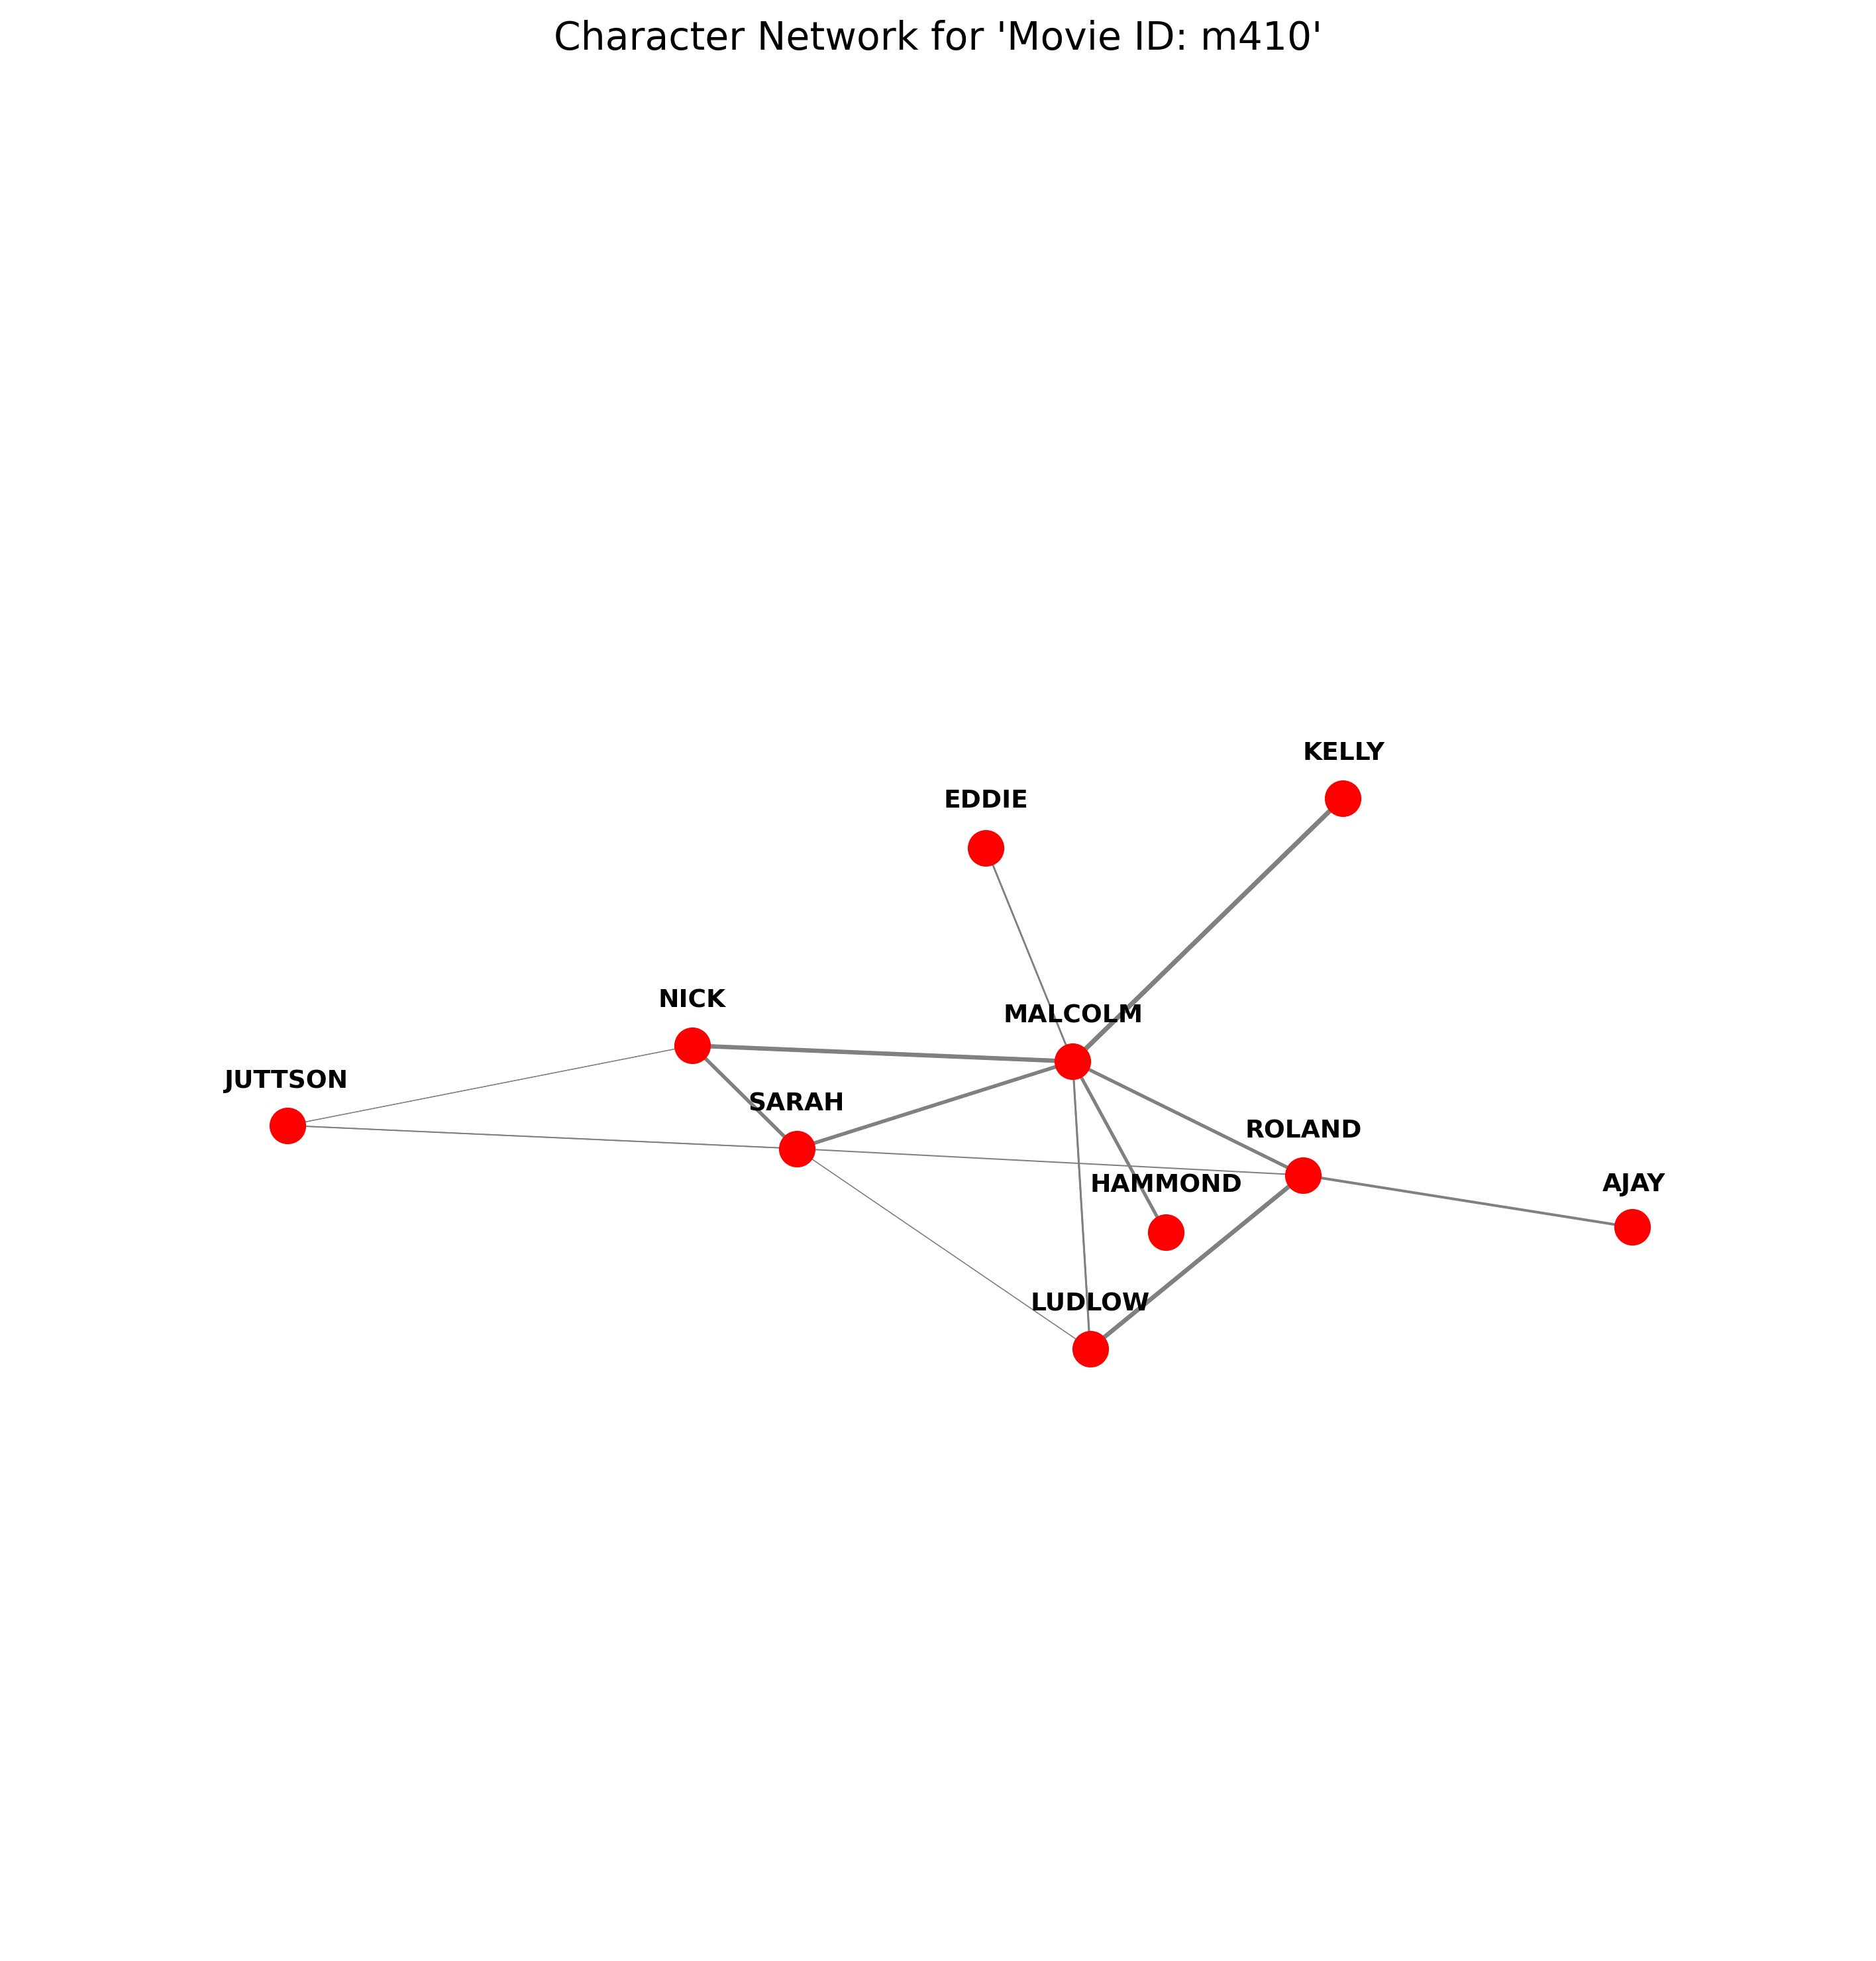 Character Network for 'Movie ID: m410'
KELLY
EDDIE
NICK
MALCOLM
JUTTSON
SARAH
ROLAND
HAMMOND
AJAY
LUDLOW